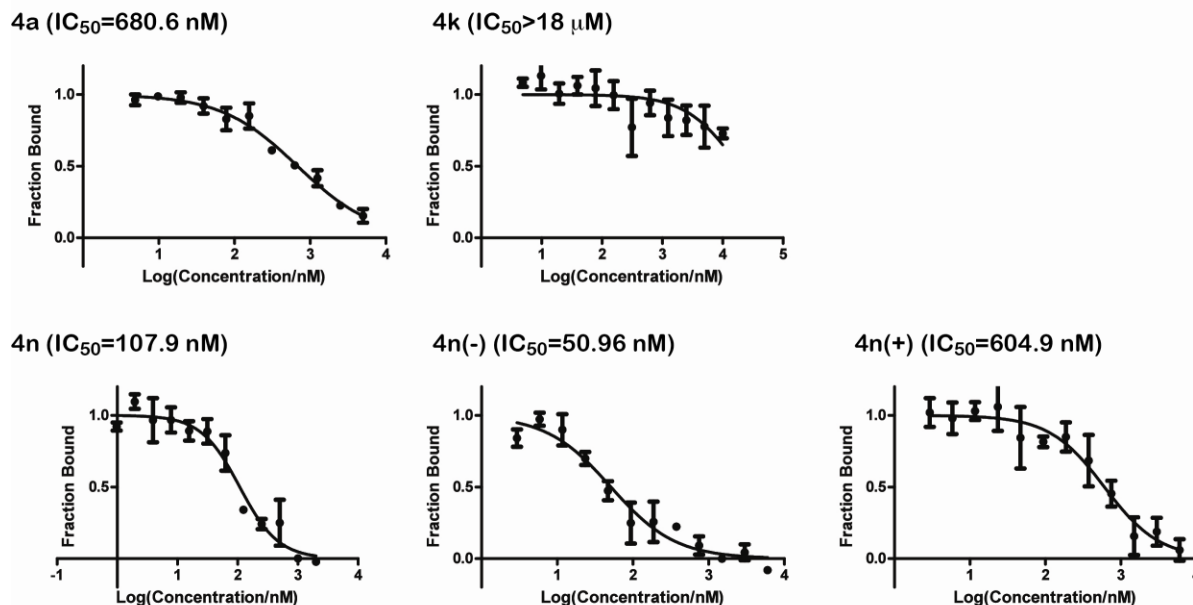 4a (IC50=680.6 nM)
4k (IC50>18 μM)
Fraction Bound
1.0
0.5
0.0
0
1
2
3
4
Log(Concentration/nM)
Fraction Bound
1.0
0.5
0.0
1
2
3
4
5
Log(Concentration/nM)
4n (IC50=107.9 nM)
4n(-) (IC50=50.96 nM)
4n(+) (IC50=604.9 nM)
Fraction Bound
1.0
0.5
0.0
-1
1
2
3
4
Log(Concentration/nM)
Fraction Bound
1.0
0.5
0.0
1
2
3
4
Log(Concentration/nM)
Fraction Bound
1.0
0.5
0.0
1
2
3
Log(Concentration/nM)